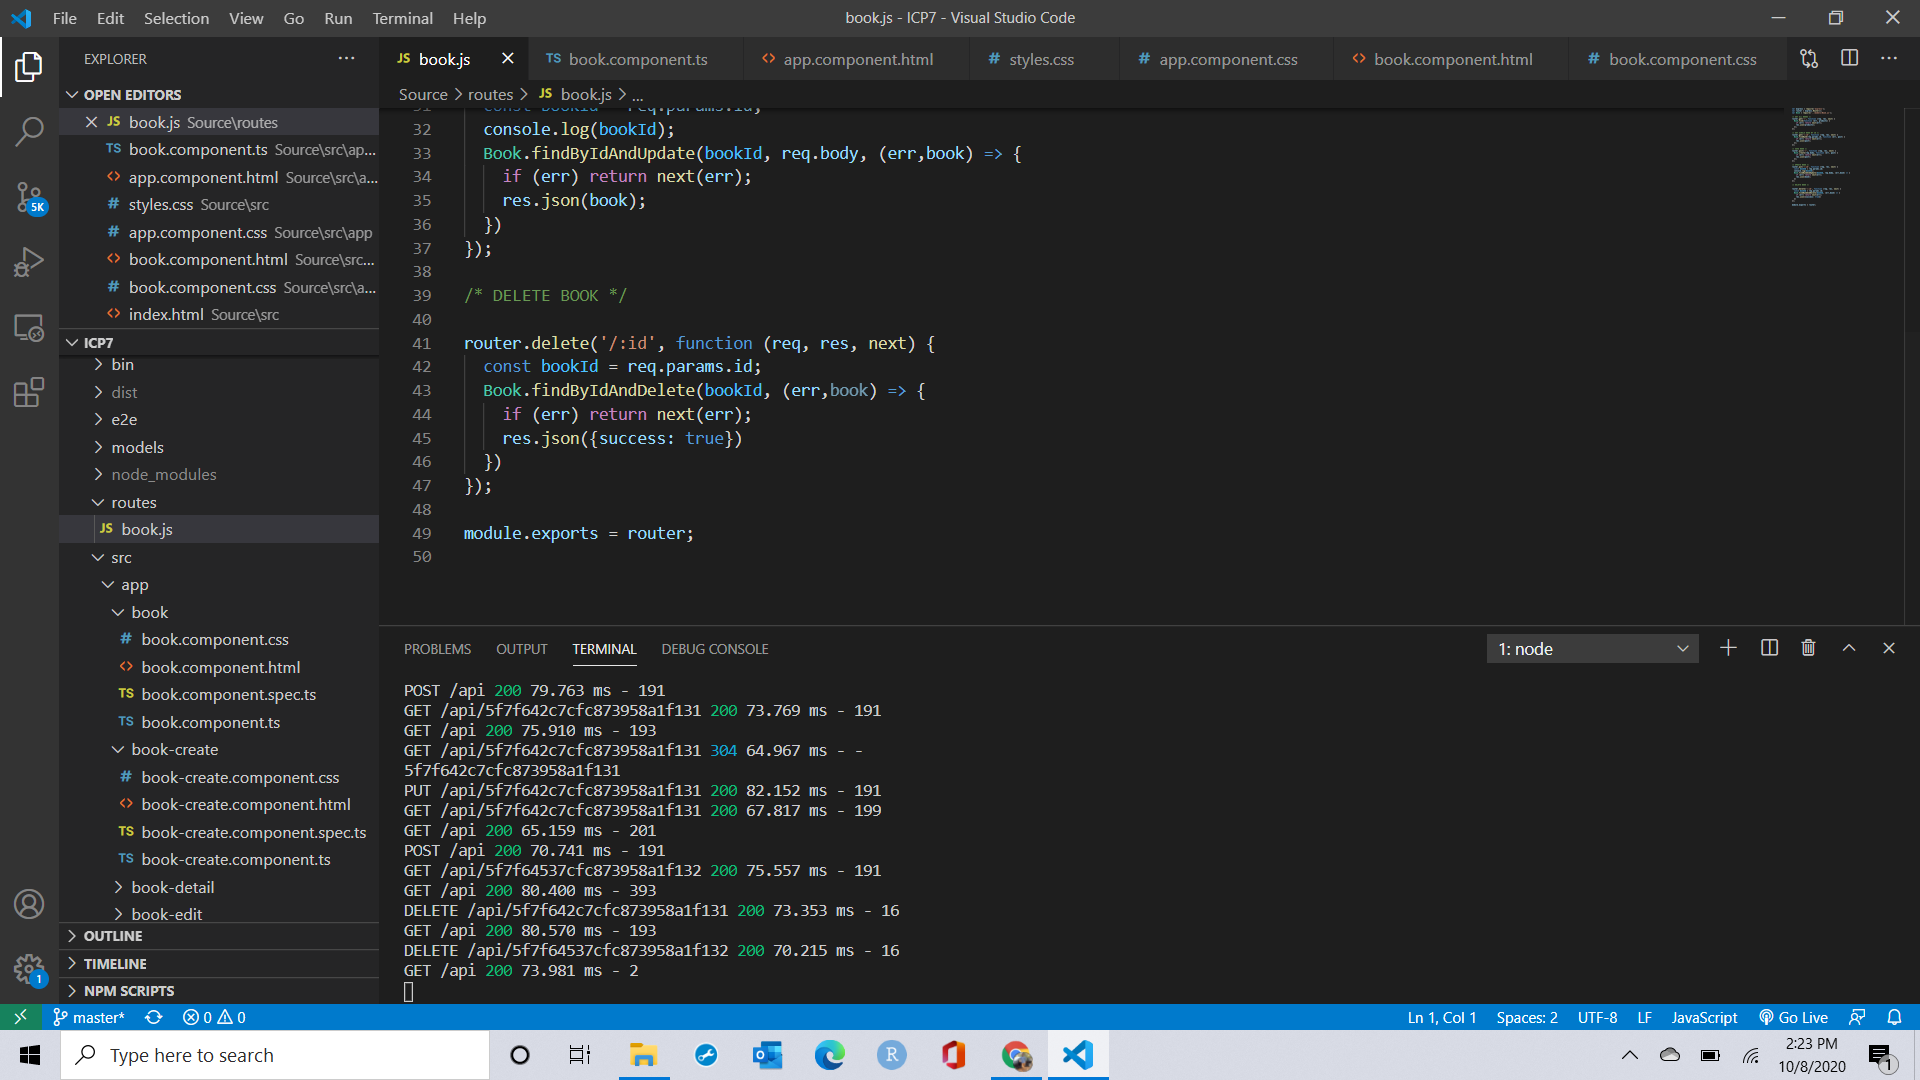 File Edit Selection View Go Run Terminal Help
book.js - ICP7 - Visual Studio Code
EXPLORER
OPEN EDITORS
JS book.js Source\routes
TS book.component.ts Source\src\ap...
<> app.component.html Source\src\a...
# styles.css Source\src
# app.component.css Source\src\app
<> book.component.html Source\src...
# book.component.css Source\src\a...
<> index.html Source\src
ICP7
bin
dist
e2e
models
node_modules
routes
JS book.js
src
app
book
# book.component.css
<> book.component.html
TS book.component.spec.ts
TS book.component.ts
book-create
# book-create.component.css
<> book-create.component.html
TS book-create.component.spec.ts
TS book-create.component.ts
book-detail
book-edit
OUTLINE
TIMELINE
NPM SCRIPTS
5K
1
JS book.js
TS book.component.ts
<> app.component.html
# styles.css
# app.component.css
<> book.component.html
# book.component.css
Source > routes > JS book.js > ...
31 const bookId = req.params.id;
32 console.log(bookId);
33 Book.findByIdAndUpdate(bookId, req.body, (err,book) => {
34 if (err) return next(err);
35 res.json(book);
36 })
37 });
38
39 /* DELETE BOOK */
40
41 router.delete('/:id', function (req, res, next) {
42 const bookId = req.params.id;
43 Book.findByIdAndDelete(bookId, (err,book) => {
44 if (err) return next(err);
45 res.json({success: true})
46 })
47 });
48
49 module.exports = router;
50
PROBLEMS OUTPUT TERMINAL DEBUG CONSOLE
1: node
POST /api 200 79.763 ms - 191
GET /api/5f7f642c7cfc873958a1f131 200 73.769 ms - 191
GET /api 200 75.910 ms - 193
GET /api/5f7f642c7cfc873958a1f131 304 64.967 ms - -
5f7f642c7cfc873958a1f131
PUT /api/5f7f642c7cfc873958a1f131 200 82.152 ms - 191
GET /api/5f7f642c7cfc873958a1f131 200 67.817 ms - 199
GET /api 200 65.159 ms - 201
POST /api 200 70.741 ms - 191
GET /api/5f7f64537cfc873958a1f132 200 75.557 ms - 191
GET /api 200 80.400 ms - 393
DELETE /api/5f7f642c7cfc873958a1f131 200 73.353 ms - 16
GET /api 200 80.570 ms - 193
DELETE /api/5f7f64537cfc873958a1f132 200 70.215 ms - 16
GET /api 200 73.981 ms - 2
master* 0 0
Ln 1, Col 1 Spaces: 2 UTF-8 LF JavaScript Go Live
Type here to search
R
2:23 PM
10/8/2020
1